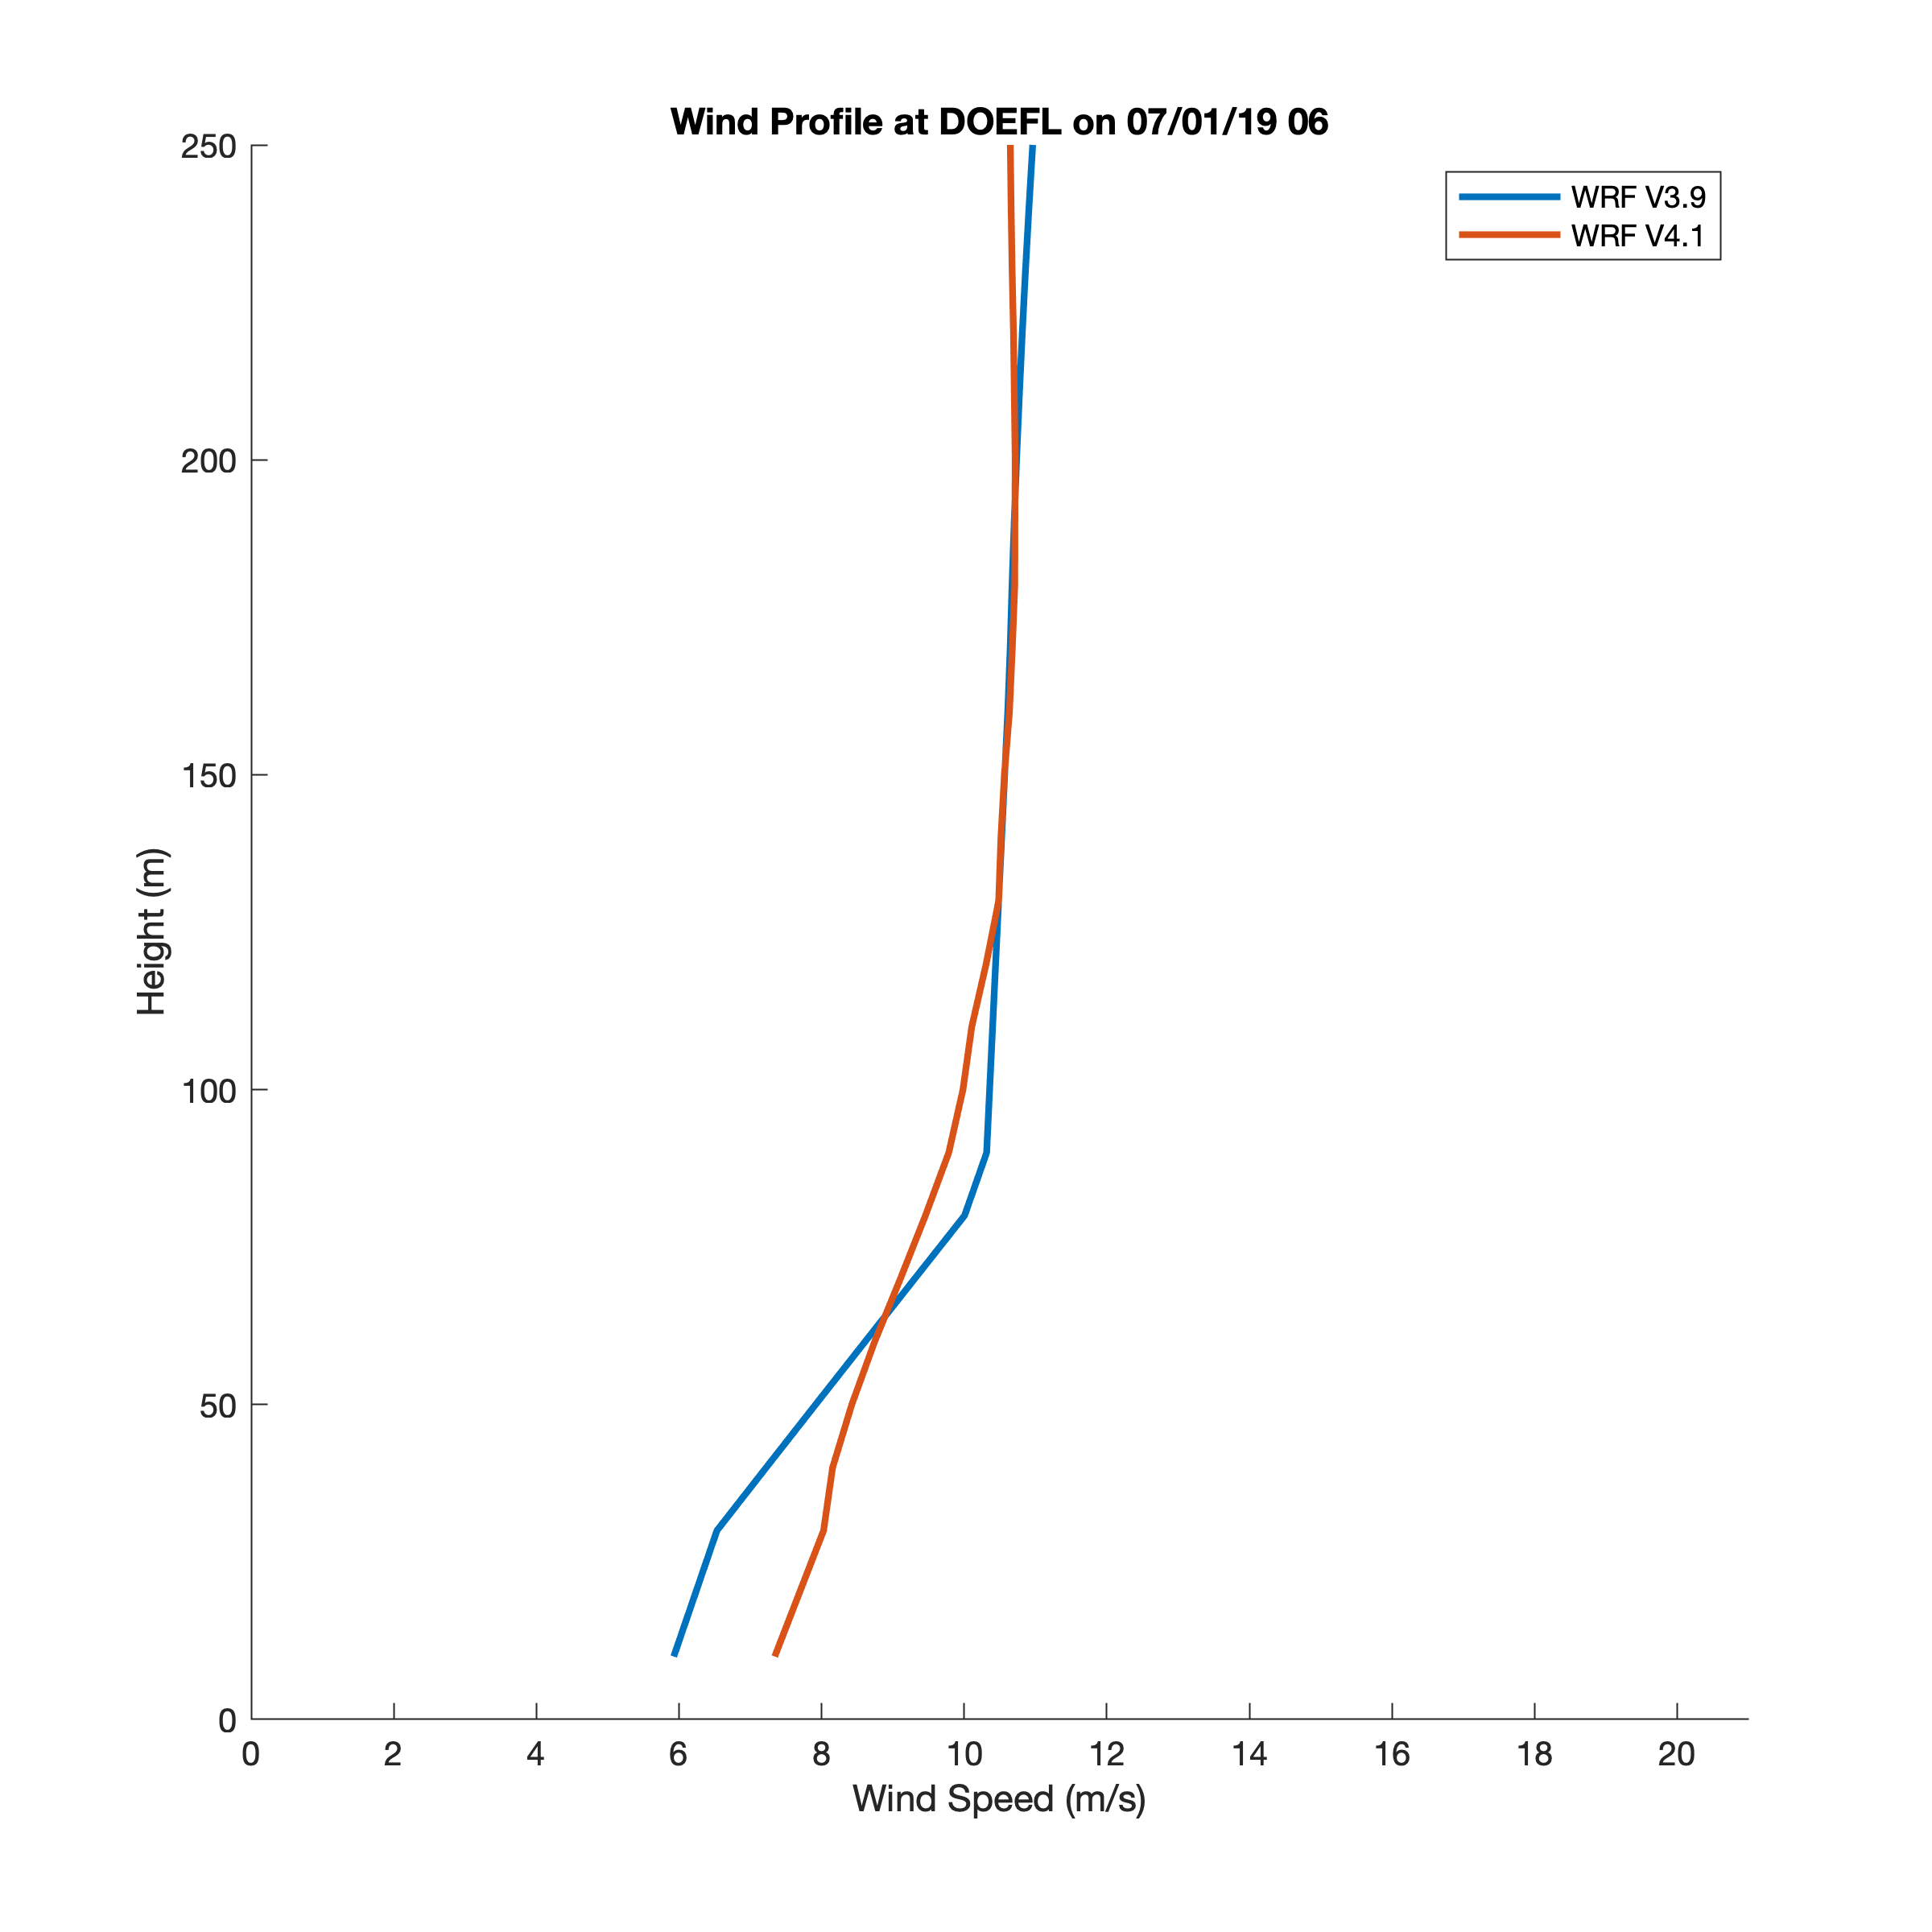 Wind Profile at DOEFL on 07/01/19 06
WRF V3.9
WRF V4.1
250
200
150
100
50
0
Height (m)
0 2 4 6 8 10 12 14 16 18 20
Wind Speed (m/s)